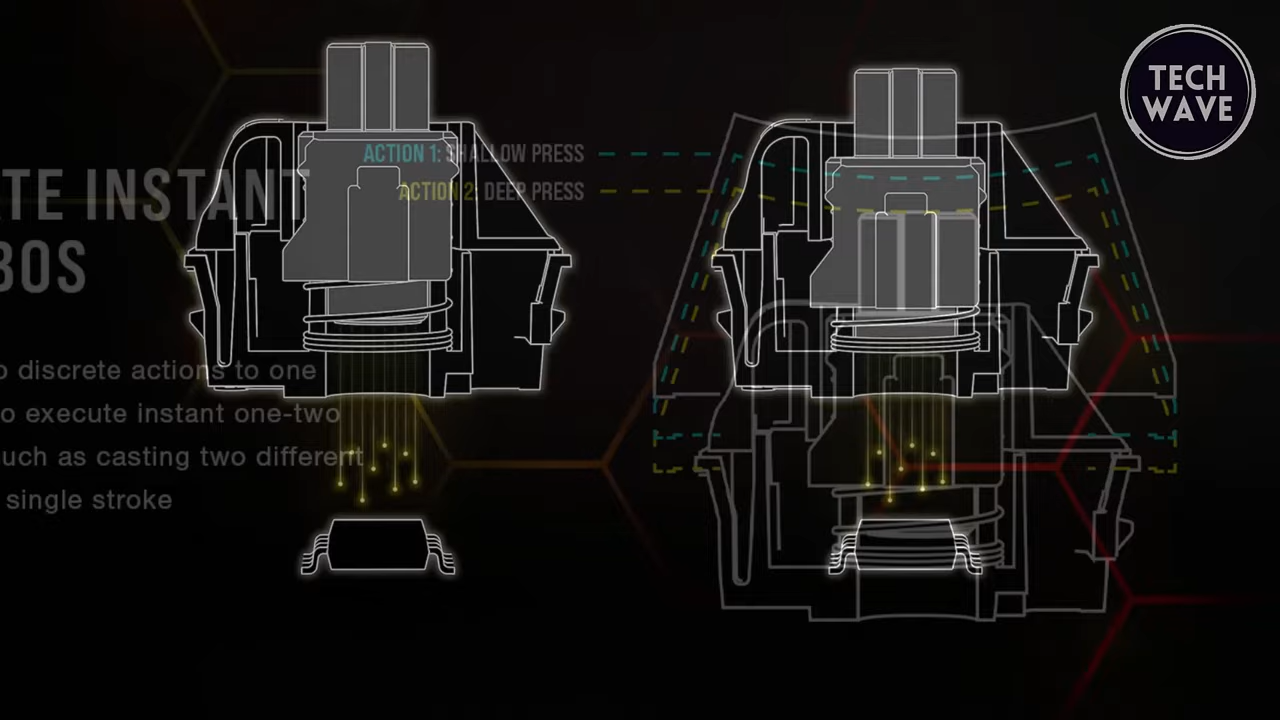 TECH
WAVE
ACTION 1: SHALLOW PRESS
ACTION 2: DEEP PRESS
TE INSTANT
BOS
discrete actions to one
o execute instant one-two
uch as casting two different
single stroke